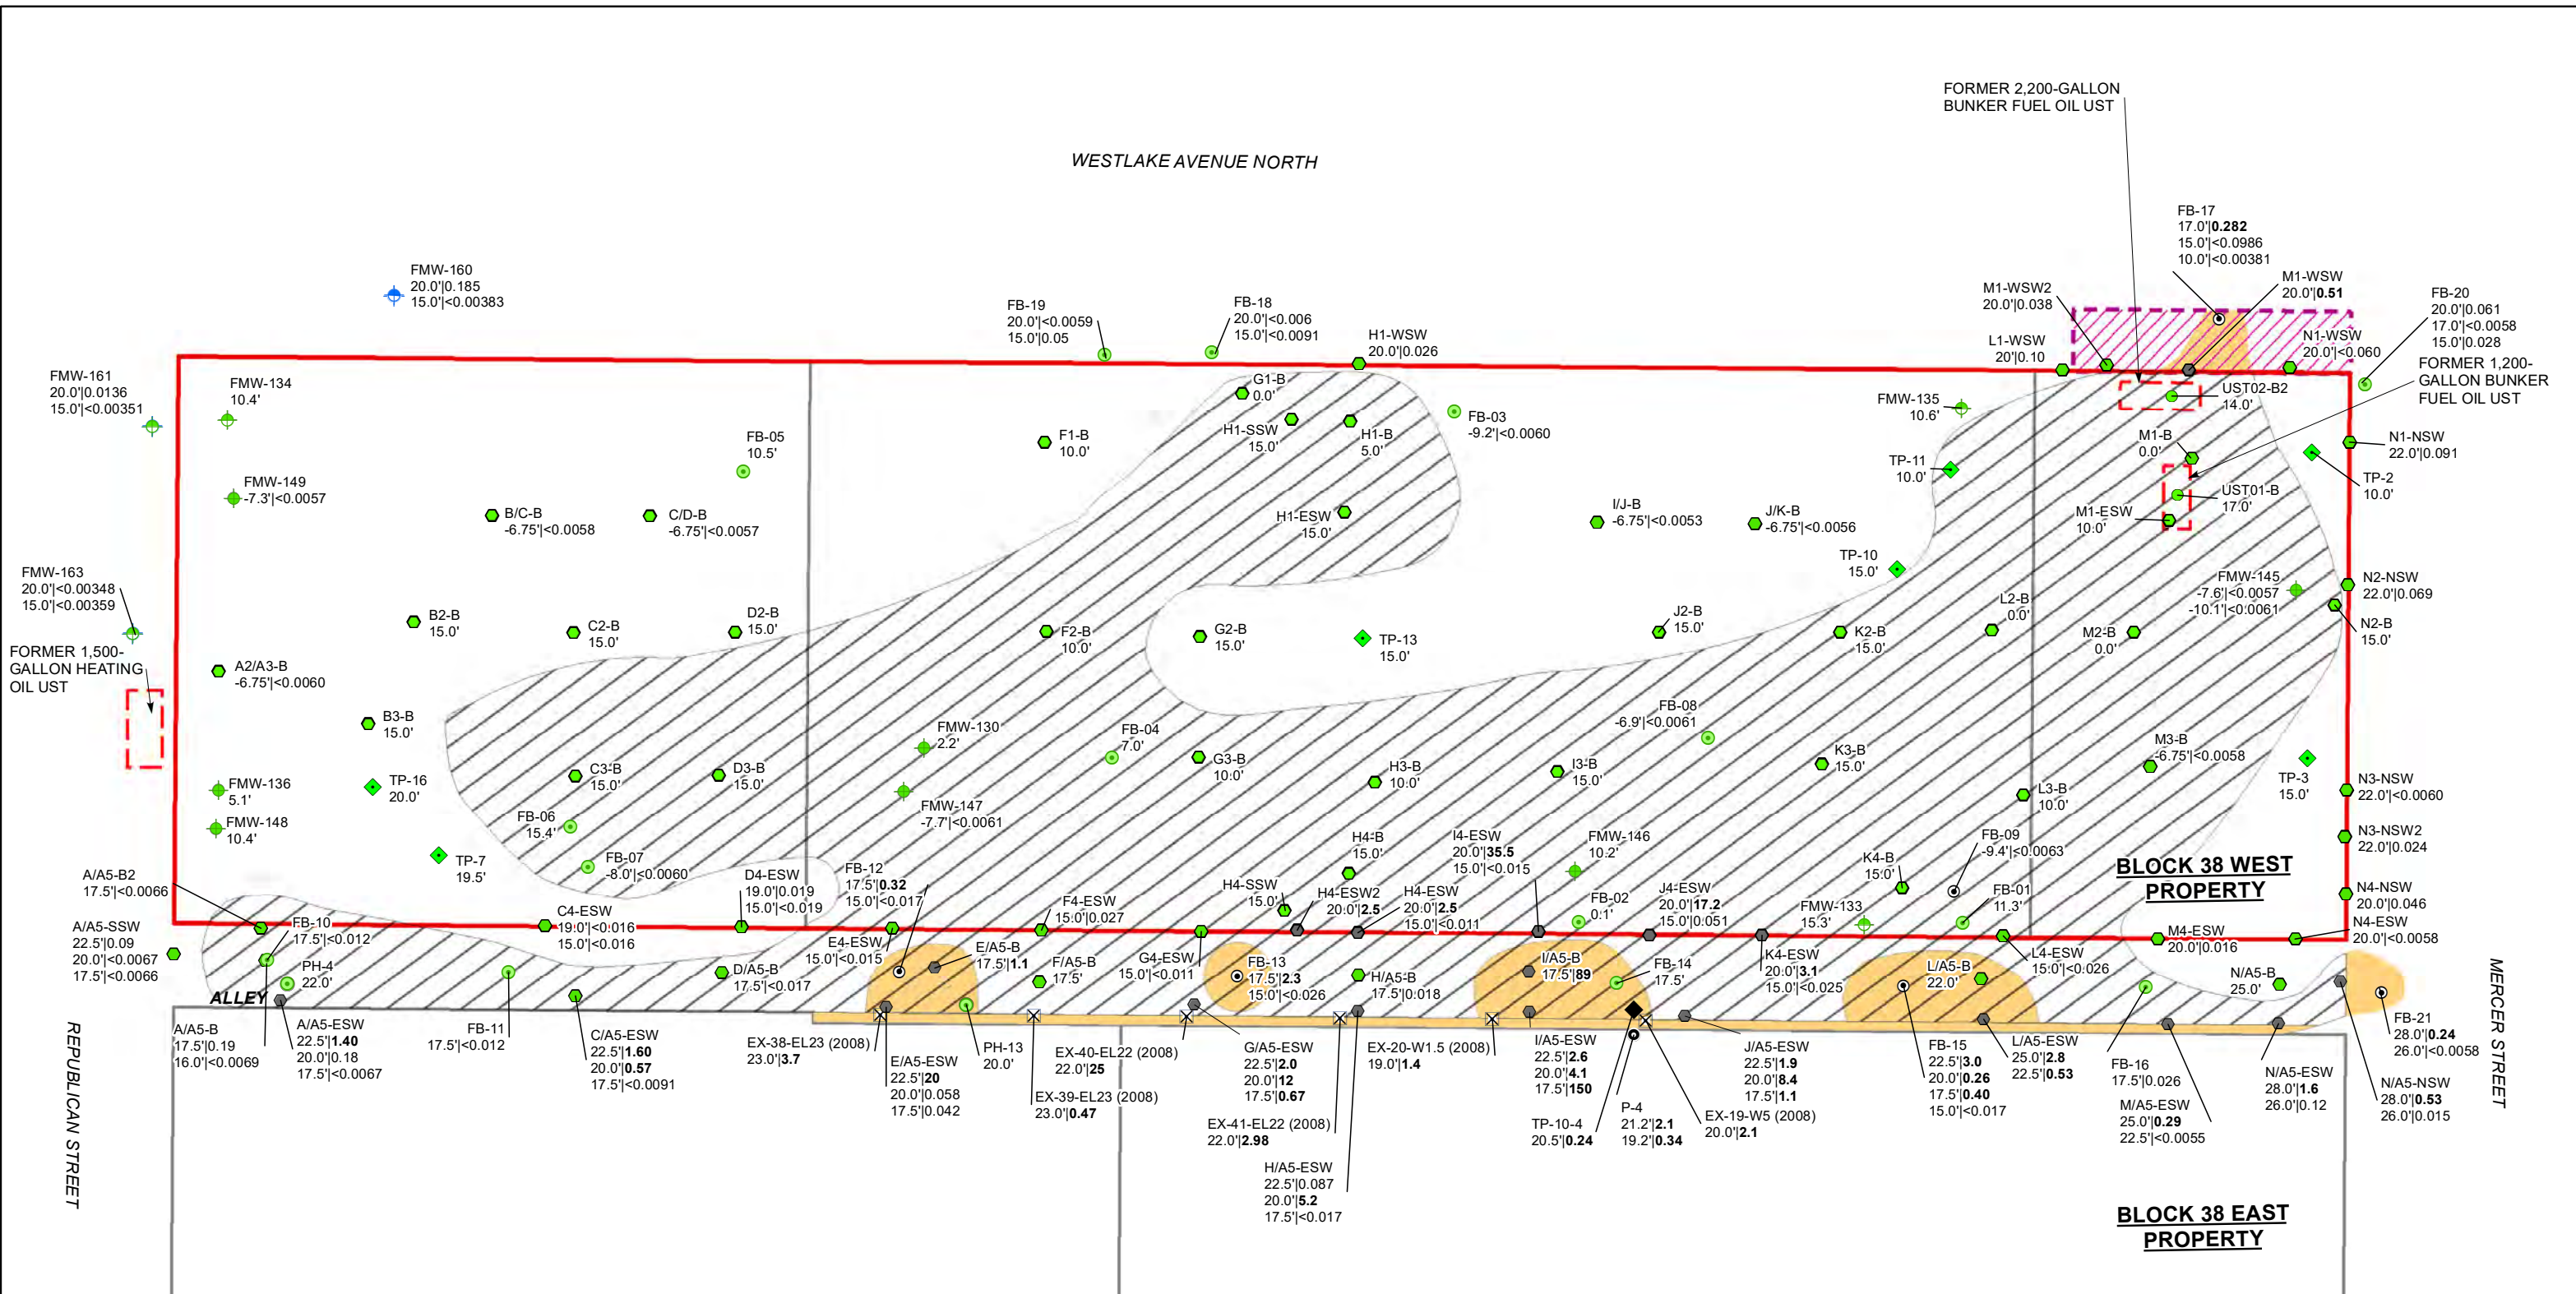 FORMER 2,200-GALLON
BUNKER FUEL OIL UST
WESTLAKE AVENUE NORTH
FB-17
17.0'|0.282
15.0'|<0.0986
10.0'|<0.00381
FMW-160
20.0'|0.185
15.0'|<0.00383
FB-19
20.0'|<0.0059
15.0'|0.05
FB-18
20.0'|<0.006
15.0'|<0.0091
H1-WSW
20.0'|0.026
M1-WSW2
20.0'|0.038
M1-WSW
20.0'|0.51
FB-20
20.0'|0.061
17.0'|<0.0058
15.0'|0.028
L1-WSW
20'|0.10
N1-WSW
20.0'|<0.060
FORMER 1,200-
GALLON BUNKER
FUEL OIL UST
FMW-161
20.0'|0.0136
15.0'|<0.00351
FMW-134
10.4'
G1-B
0.0'
H1-SSW
15.0'
H1-B
5.0'
FB-03
-9.2'|<0.0060
FMW-135
10.6'
UST02-B2
14.0'
FB-05
10.5'
F1-B
10.0'
M1-B
0.0'
N1-NSW
22.0'|0.091
TP-11
10.0'
TP-2
10.0'
FMW-149
-7.3'|<0.0057
B/C-B
-6.75'|<0.0058
C/D-B
-6.75'|<0.0057
H1-ESW
15.0'
I/J-B
-6.75'|<0.0053
J/K-B
-6.75'|<0.0056
UST01-B
17.0'
M1-ESW
10.0'
TP-10
15.0'
FMW-163
20.0'|<0.00348
15.0'|<0.00359
FMW-145
-7.6'|<0.0057
-10.1'|<0.0061
N2-NSW
22.0'|0.069
B2-B
15.0'
C2-B
15.0'
D2-B
15.0'
F2-B
10.0'
G2-B
15.0'
TP-13
15.0'
J2-B
15.0'
K2-B
15.0'
L2-B
0.0'
M2-B
0.0'
N2-B
15.0'
FORMER 1,500-
GALLON HEATING
OIL UST
A2/A3-B
-6.75'|<0.0060
B3-B
15.0'
FMW-130
2.2'
FB-04
7.0'
G3-B
10.0'
FB-08
-6.9'|<0.0061
K3-B
15.0'
M3-B
-6.75'|<0.0058
FMW-136
5.1'
TP-16
20.0'
C3-B
15.0'
D3-B
15.0'
H3-B
10.0'
I3-B
15.0'
L3-B
10.0'
TP-3
15.0'
N3-NSW
22.0'|<0.0060
FMW-148
10.4'
FB-06
15.4'
FMW-147
-7.7'|<0.0061
N3-NSW2
22.0'|0.024
TP-7
19.5'
FB-07
-8.0'|<0.0060
H4-B
15.0'
I4-ESW
20.0'|35.5
15.0'|<0.015
FMW-146
10.2'
K4-B
15.0'
FB-09
-9.4'|<0.0063
BLOCK 38 WEST
PROPERTY
A/A5-B2
17.5'|<0.0066
D4-ESW
19.0'|0.019
15.0'|<0.019
FB-12
17.5'|0.32
15.0'|<0.017
F4-ESW
15.0'|0.027
H4-SSW
15.0'
H4-ESW2
20.0'|2.5
H4-ESW
20.0'|2.5
15.0'|<0.011
FB-02
0.1'
J4-ESW
20.0'|17.2
15.0'|0.051
FMW-133
15.3'
FB-01
11.3'
N4-NSW
20.0'|0.046
A/A5-SSW
22.5'|0.09
20.0'|<0.0067
17.5'|<0.0066
FB-10
17.5'|<0.012
C4-ESW
19.0'|<0.016
15.0'|<0.016
E4-ESW
15.0'|<0.015
E/A5-B
17.5'|1.1
G4-ESW
15.0'|<0.011
FB-13
17.5'|2.3
15.0'|<0.026
K4-ESW
20.0'|3.1
15.0'|<0.025
L4-ESW
15.0'|<0.026
M4-ESW
20.0'|0.016
N4-ESW
20.0'|<0.0058
PH-4
22.0'
D/A5-B
17.5'|<0.017
F/A5-B
17.5'
H/A5-B
17.5'|0.018
I/A5-B
17.5'|89
FB-14
17.5'
L/A5-B
22.0'
N/A5-B
25.0'
ALLEY
MERCER STREET
REPUBLICAN STREET
A/A5-B
17.5'|0.19
16.0'|<0.0069
A/A5-ESW
22.5'|1.40
20.0'|0.18
17.5'|<0.0067
FB-11
17.5'|<0.012
C/A5-ESW
22.5'|1.60
20.0'|0.57
17.5'|<0.0091
EX-38-EL23 (2008)
23.0'|3.7
E/A5-ESW
22.5'|20
20.0'|0.058
17.5'|0.042
PH-13
20.0'
EX-39-EL23 (2008)
23.0'|0.47
EX-40-EL22 (2008)
22.0'|25
G/A5-ESW
22.5'|2.0
20.0'|12
17.5'|0.67
EX-41-EL22 (2008)
22.0'|2.98
H/A5-ESW
22.5'|0.087
20.0'|5.2
17.5'|<0.017
EX-20-W1.5 (2008)
19.0'|1.4
I/A5-ESW
22.5'|2.6
20.0'|4.1
17.5'|150
TP-10-4
20.5'|0.24
P-4
21.2'|2.1
19.2'|0.34
J/A5-ESW
22.5'|1.9
20.0'|8.4
17.5'|1.1
EX-19-W5 (2008)
20.0'|2.1
FB-15
22.5'|3.0
20.0'|0.26
17.5'|0.40
15.0'|<0.017
L/A5-ESW
25.0'|2.8
22.5'|0.53
FB-16
17.5'|0.026
M/A5-ESW
25.0'|0.29
22.5'|<0.0055
N/A5-ESW
28.0'|1.6
26.0'|0.12
FB-21
28.0'|0.24
26.0'|<0.0058
N/A5-NSW
28.0'|0.53
26.0'|0.015
BLOCK 38 EAST
PROPERTY